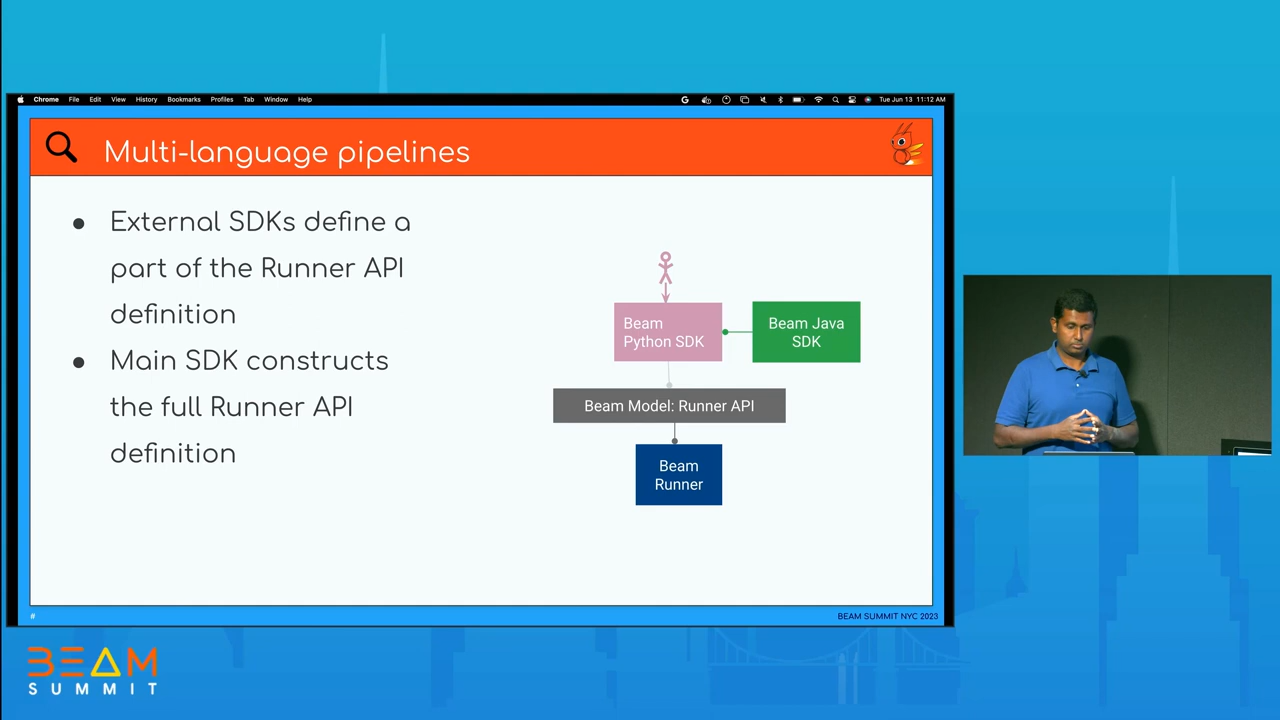 Chrome File Edit View History Bookmarks Profiles Tab Window Help
Tue Jun 13 11:12 AM
Multi-language pipelines
● External SDKs define a
part of the Runner API
definition
● Main SDK constructs
the full Runner API
definition
Beam
Python SDK
Beam Java
SDK
Beam Model: Runner API
Beam
Runner
#
BEAM SUMMIT NYC 2023
BEAM
SUMMIT